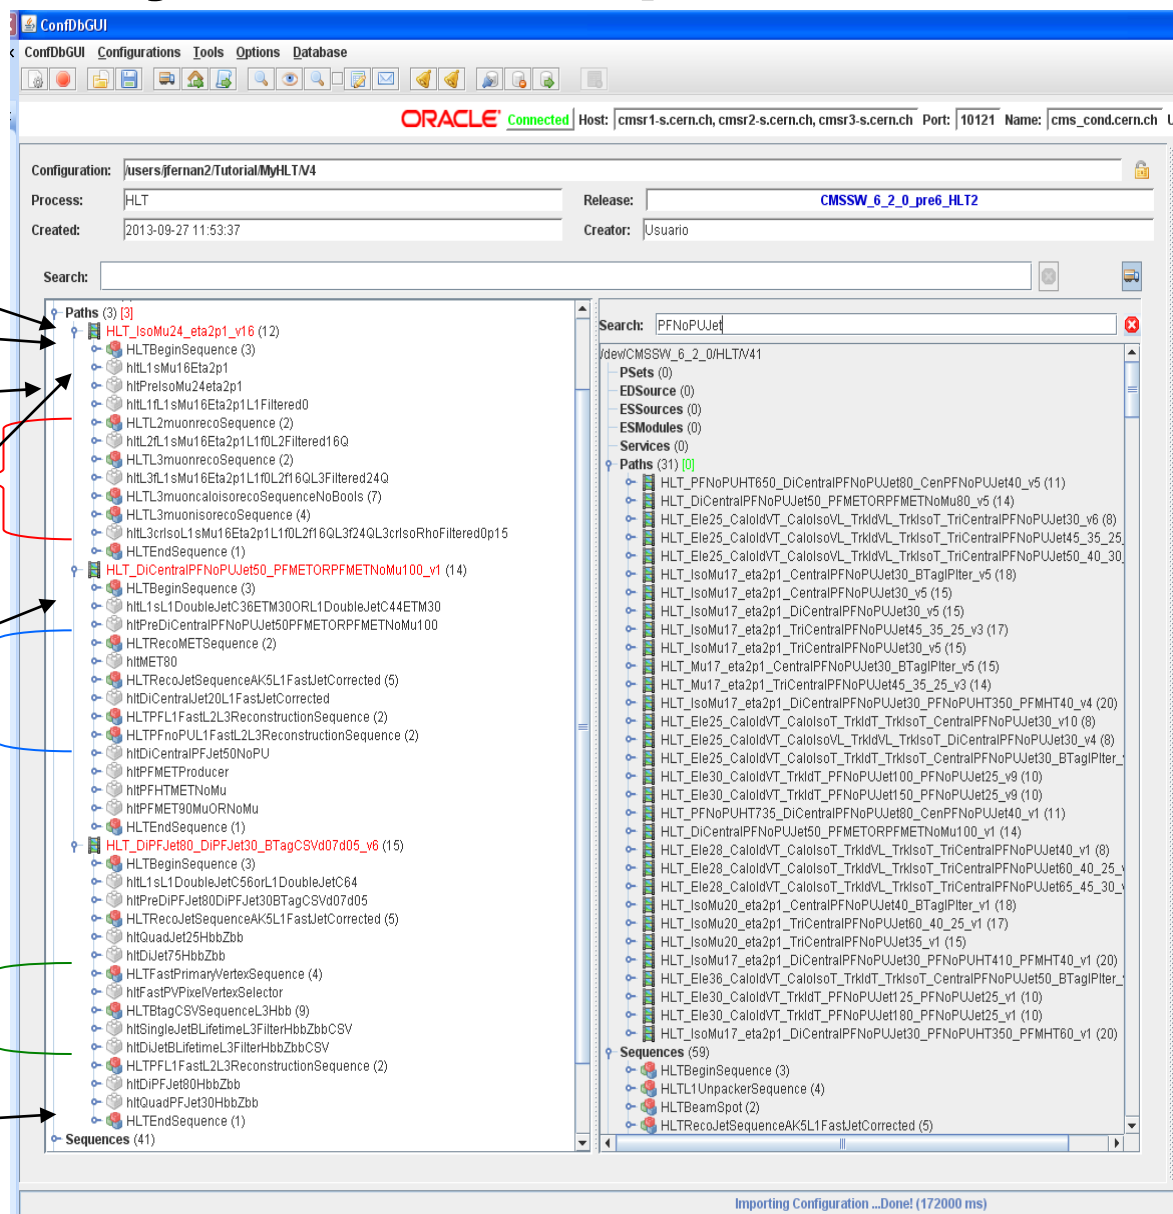 ConfDbGUI
ConfDbGUI Configurations Tools Options Database
ORACLE Connected Host: cmsr1-s.cern.ch, cmsr2-s.cern.ch, cmsr3-s.cern.ch Port: 10121 Name: cms_cond.cern.ch
Configuration: /users/jfernan2/Tutorial/MyHLT/V4
Process: HLT Release: CMSSW_6_2_0_pre6_HLT2
Created: 2013-09-27 11:53:37 Creator: Usuario
Search:
Paths (3) [3]
HLT_IsoMu24_eta2p1_v16 (12)
HLTBeginSequence (3)
hltL1sMu16Eta2p1
hltPreIsoMu24eta2p1
hltL1fL1sMu16Eta2p1L1Filtered0
HLTL2muonrecoSequence (2)
hltL2fL1sMu16Eta2p1L1f0L2Filtered16Q
HLTL3muonrecoSequence (2)
hltL3fL1sMu16Eta2p1L1f0L2f16QL3Filtered24Q
HLTL3muoncaloisorecoSequenceNoBools (7)
HLTL3muonisorecoSequence (4)
hltL3crIsoL1sMu16Eta2p1L1f0L2f16QL3f24QL3crIsoRhoFiltered0p15
HLTEndSequence (1)
HLT_DiCentralPFNoPUJet50_PFMETORPFMETNoMu100_v1 (14)
HLTBeginSequence (3)
hltL1sL1DoubleJetC36ETM30ORL1DoubleJetC44ETM30
hltPreDiCentralPFNoPUJet50PFMETORPFMETNoMu100
HLTRecoMETSequence (2)
hltMET80
HLTRecoJetSequenceAK5L1FastJetCorrected (5)
hltDiCentralJet20L1FastJetCorrected
HLTPFL1FastL2L3ReconstructionSequence (2)
HLTPFnoPUL1FastL2L3ReconstructionSequence (2)
hltDiCentralPFJet50NoPU
hltPFMETProducer
hltPFHTMETNoMu
hltPFMET90MuORNoMu
HLTEndSequence (1)
HLT_DiPFJet80_DiPFJet30_BTagCSVd07d05_v6 (15)
HLTBeginSequence (3)
hltL1sL1DoubleJetC56orL1DoubleJetC64
hltPreDiPFJet80DiPFJet30BTagCSVd07d05
HLTRecoJetSequenceAK5L1FastJetCorrected (5)
hltQuadJet25HbbZbb
hltDiJet75HbbZbb
HLTFastPrimaryVertexSequence (4)
hltFastPVPixelVertexSelector
HLTBtagCSVSequenceL3Hbb (9)
hltSingleJetBLifetimeL3FilterHbbZbbCSV
hltDiJetBLifetimeL3FilterHbbZbbCSV
HLTPFL1FastL2L3ReconstructionSequence (2)
hltDiPFJet80HbbZbb
hltQuadPFJet30HbbZbb
HLTEndSequence (1)
Sequences (41)
Search: PFNoPUJet
/dev/CMSSW_6_2_0/HLT/V41
PSets (0)
EDSource (0)
ESSources (0)
ESModules (0)
Services (0)
Paths (31) [0]
HLT_PFNoPUHT650_DiCentralPFNoPUJet80_CenPFNoPUJet40_v5 (11)
HLT_DiCentralPFNoPUJet50_PFMETORPFMETNoMu80_v5 (14)
HLT_Ele25_CaloIdVT_CaloIsoVL_TrkIdVL_TrkIsoT_TriCentralPFNoPUJet30_v6 (8)
HLT_Ele25_CaloIdVT_CaloIsoVL_TrkIdVL_TrkIsoT_TriCentralPFNoPUJet45_35_25_
HLT_Ele25_CaloIdVT_CaloIsoVL_TrkIdVL_TrkIsoT_TriCentralPFNoPUJet50_40_30_
HLT_IsoMu17_eta2p1_CentralPFNoPUJet30_BTagIPIter_v5 (18)
HLT_IsoMu17_eta2p1_CentralPFNoPUJet30_v5 (15)
HLT_IsoMu17_eta2p1_DiCentralPFNoPUJet30_v5 (15)
HLT_IsoMu17_eta2p1_TriCentralPFNoPUJet45_35_25_v3 (17)
HLT_IsoMu17_eta2p1_TriCentralPFNoPUJet30_v5 (15)
HLT_Mu17_eta2p1_CentralPFNoPUJet30_BTagIPIter_v5 (15)
HLT_Mu17_eta2p1_TriCentralPFNoPUJet45_35_25_v3 (14)
HLT_IsoMu17_eta2p1_DiCentralPFNoPUJet30_PFNoPUHT350_PFMHT40_v4 (20)
HLT_Ele25_CaloIdVT_CaloIsoT_TrkIdT_TrkIsoT_CentralPFNoPUJet30_v10 (8)
HLT_Ele25_CaloIdVT_CaloIsoVL_TrkIdVL_TrkIsoT_DiCentralPFNoPUJet30_v4 (8)
HLT_Ele25_CaloIdVT_CaloIsoT_TrkIdT_TrkIsoT_CentralPFNoPUJet30_BTagIPIter_
HLT_Ele30_CaloIdVT_TrkIdT_PFNoPUJet100_PFNoPUJet25_v9 (10)
HLT_Ele30_CaloIdVT_TrkIdT_PFNoPUJet150_PFNoPUJet25_v9 (10)
HLT_PFNoPUHT735_DiCentralPFNoPUJet80_CenPFNoPUJet40_v1 (11)
HLT_DiCentralPFNoPUJet50_PFMETORPFMETNoMu100_v1 (14)
HLT_Ele28_CaloIdVT_CaloIsoT_TrkIdVL_TrkIsoT_TriCentralPFNoPUJet40_v1 (8)
HLT_Ele28_CaloIdVT_CaloIsoT_TrkIdVL_TrkIsoT_TriCentralPFNoPUJet60_40_25_v
HLT_Ele28_CaloIdVT_CaloIsoT_TrkIdVL_TrkIsoT_TriCentralPFNoPUJet65_45_30_v
HLT_IsoMu20_eta2p1_CentralPFNoPUJet40_BTagIPIter_v1 (18)
HLT_IsoMu20_eta2p1_TriCentralPFNoPUJet60_40_25_v1 (17)
HLT_IsoMu20_eta2p1_TriCentralPFNoPUJet35_v1 (15)
HLT_IsoMu17_eta2p1_DiCentralPFNoPUJet30_PFNoPUHT410_PFMHT40_v1 (20)
HLT_Ele36_CaloIdVT_CaloIsoT_TrkIdT_TrkIsoT_CentralPFNoPUJet50_BTagIPIter_
HLT_Ele30_CaloIdVT_TrkIdT_PFNoPUJet125_PFNoPUJet25_v1 (10)
HLT_Ele30_CaloIdVT_TrkIdT_PFNoPUJet180_PFNoPUJet25_v1 (10)
HLT_IsoMu17_eta2p1_DiCentralPFNoPUJet30_PFNoPUHT350_PFMHT60_v1 (20)
Sequences (59)
HLTBeginSequence (3)
HLTL1UnpackerSequence (4)
HLTBeamSpot (2)
HLTRecoJetSequenceAK5L1FastJetCorrected (5)
Importing Configuration ...Done! (172000 ms)